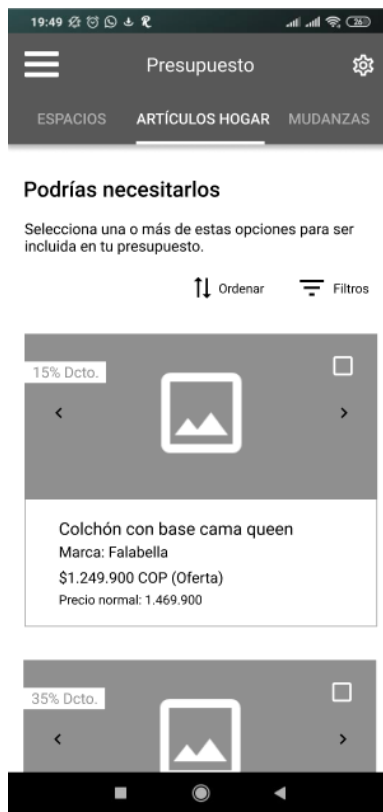 19:49
26
Presupuesto
ESPACIOS ARTÍCULOS HOGAR MUDANZAS
Podrías necesitarlos
Selecciona una o más de estas opciones para ser
incluida en tu presupuesto.
Ordenar Filtros
15% Dcto.
Colchón con base cama queen
Marca: Falabella
$1.249.900 COP (Oferta)
Precio normal: 1.469.900
35% Dcto.